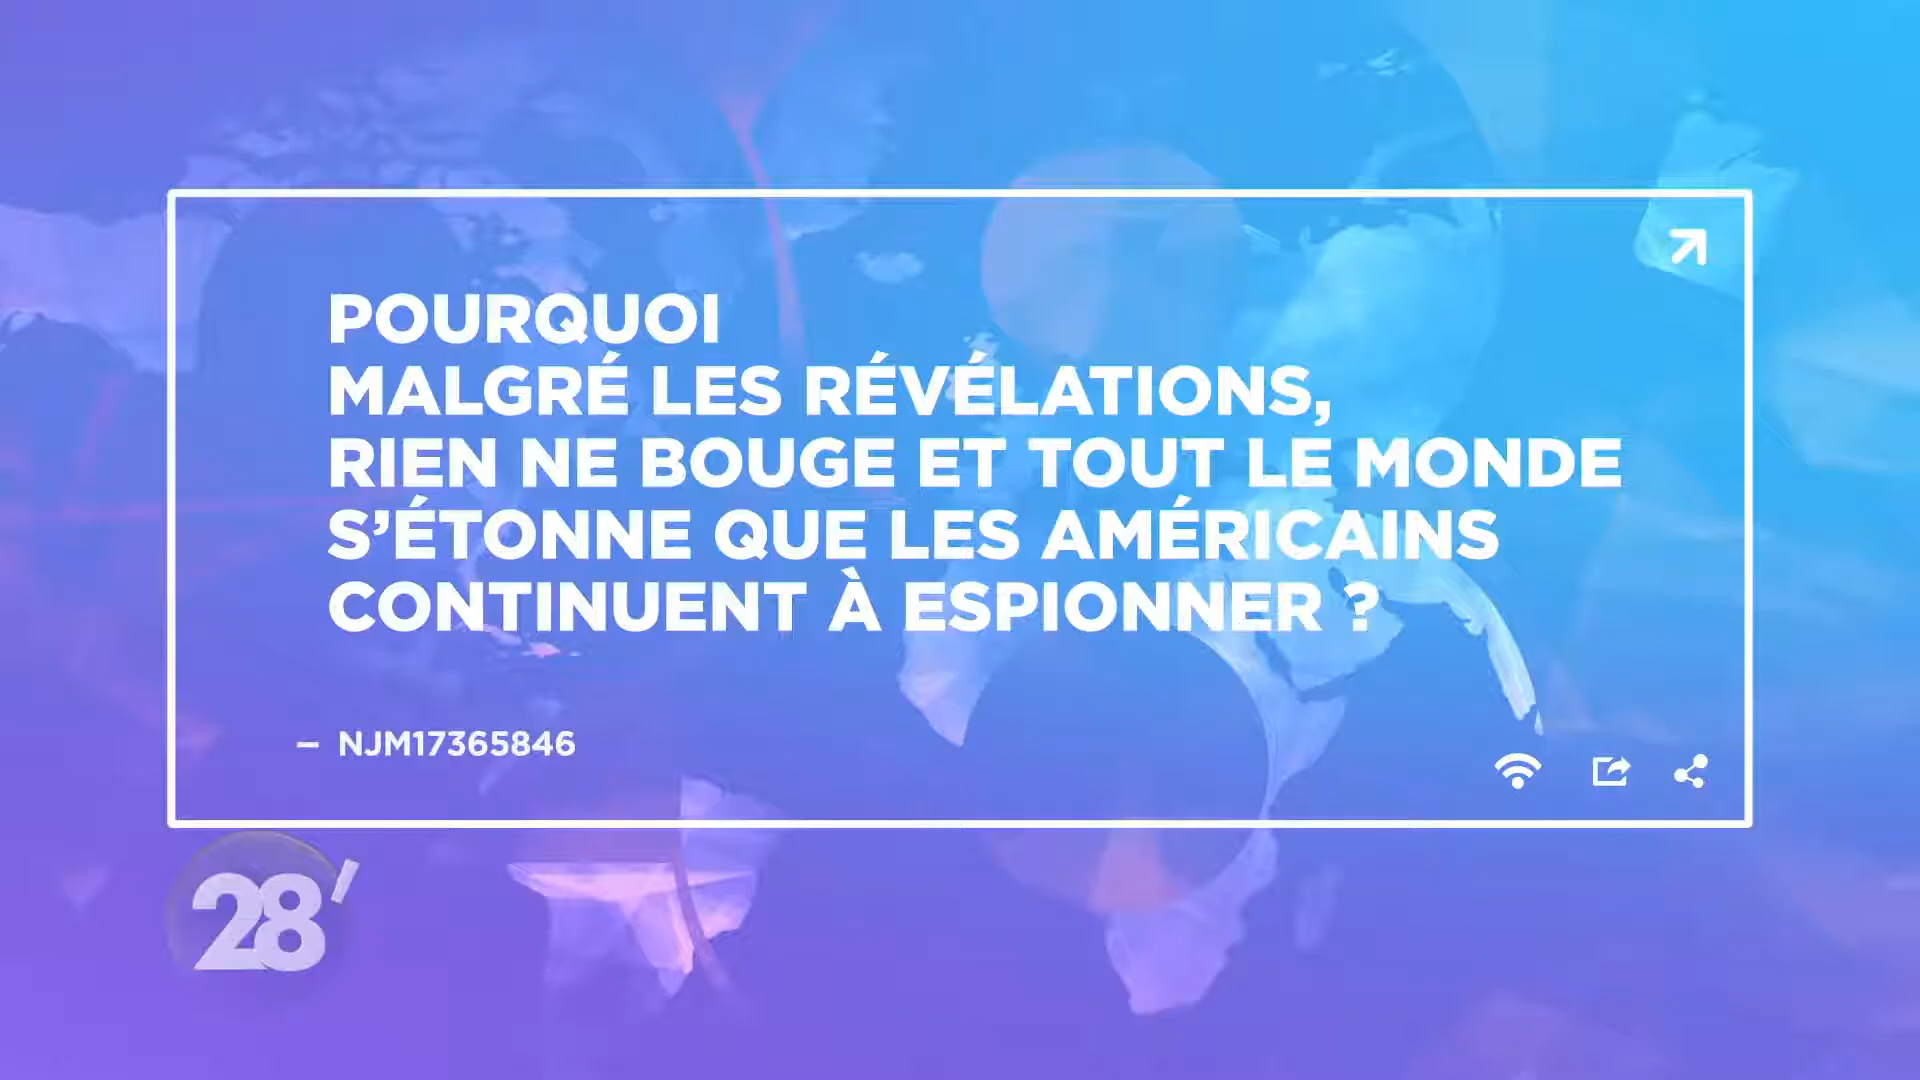 POURQUOI
MALGRÉ LES RÉVÉLATIONS,
RIEN NE BOUGE ET TOUT LE MONDE
S’ÉTONNE QUE LES AMÉRICAINS
CONTINUENT À ESPIONNER ?
– NJM17365846
28’